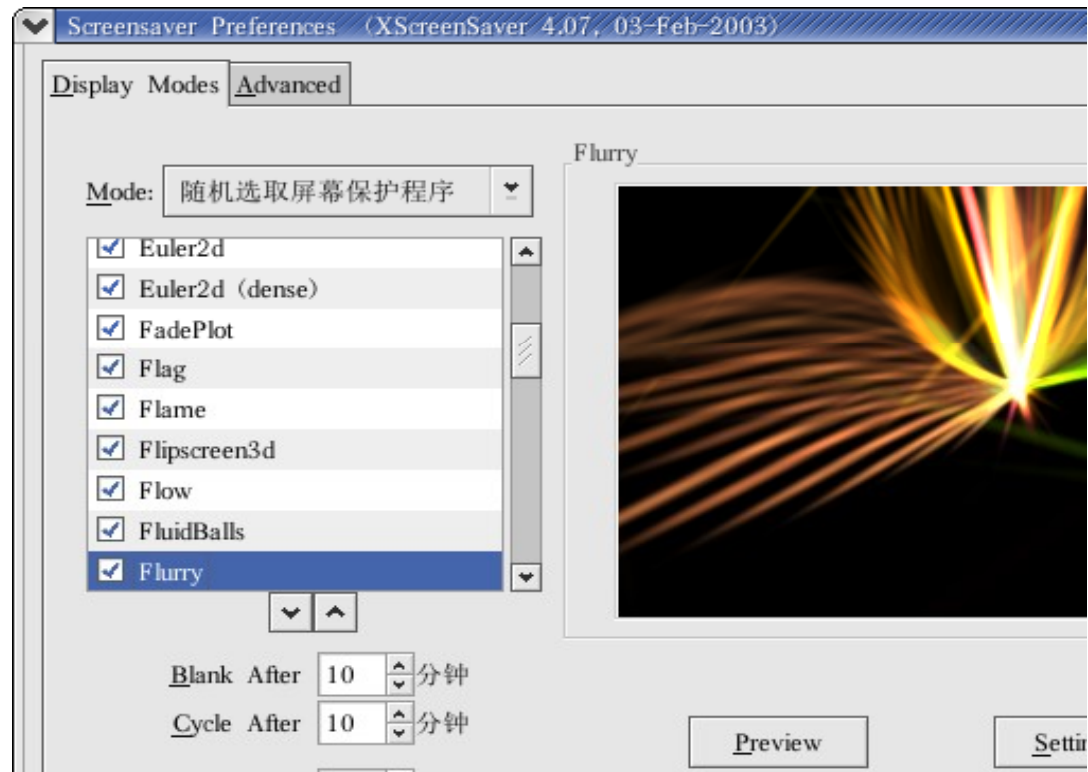 Screensaver Preferences (XScreenSaver 4.07, 03-Feb-2003)
Display Modes Advanced
Mode: 随机选取屏幕保护程序
Euler2d
Euler2d (dense)
FadePlot
Flag
Flame
Flipscreen3d
Flow
FluidBalls
Flurry
Blank After 10 分钟
Cycle After 10 分钟
Flurry
Preview
Settin